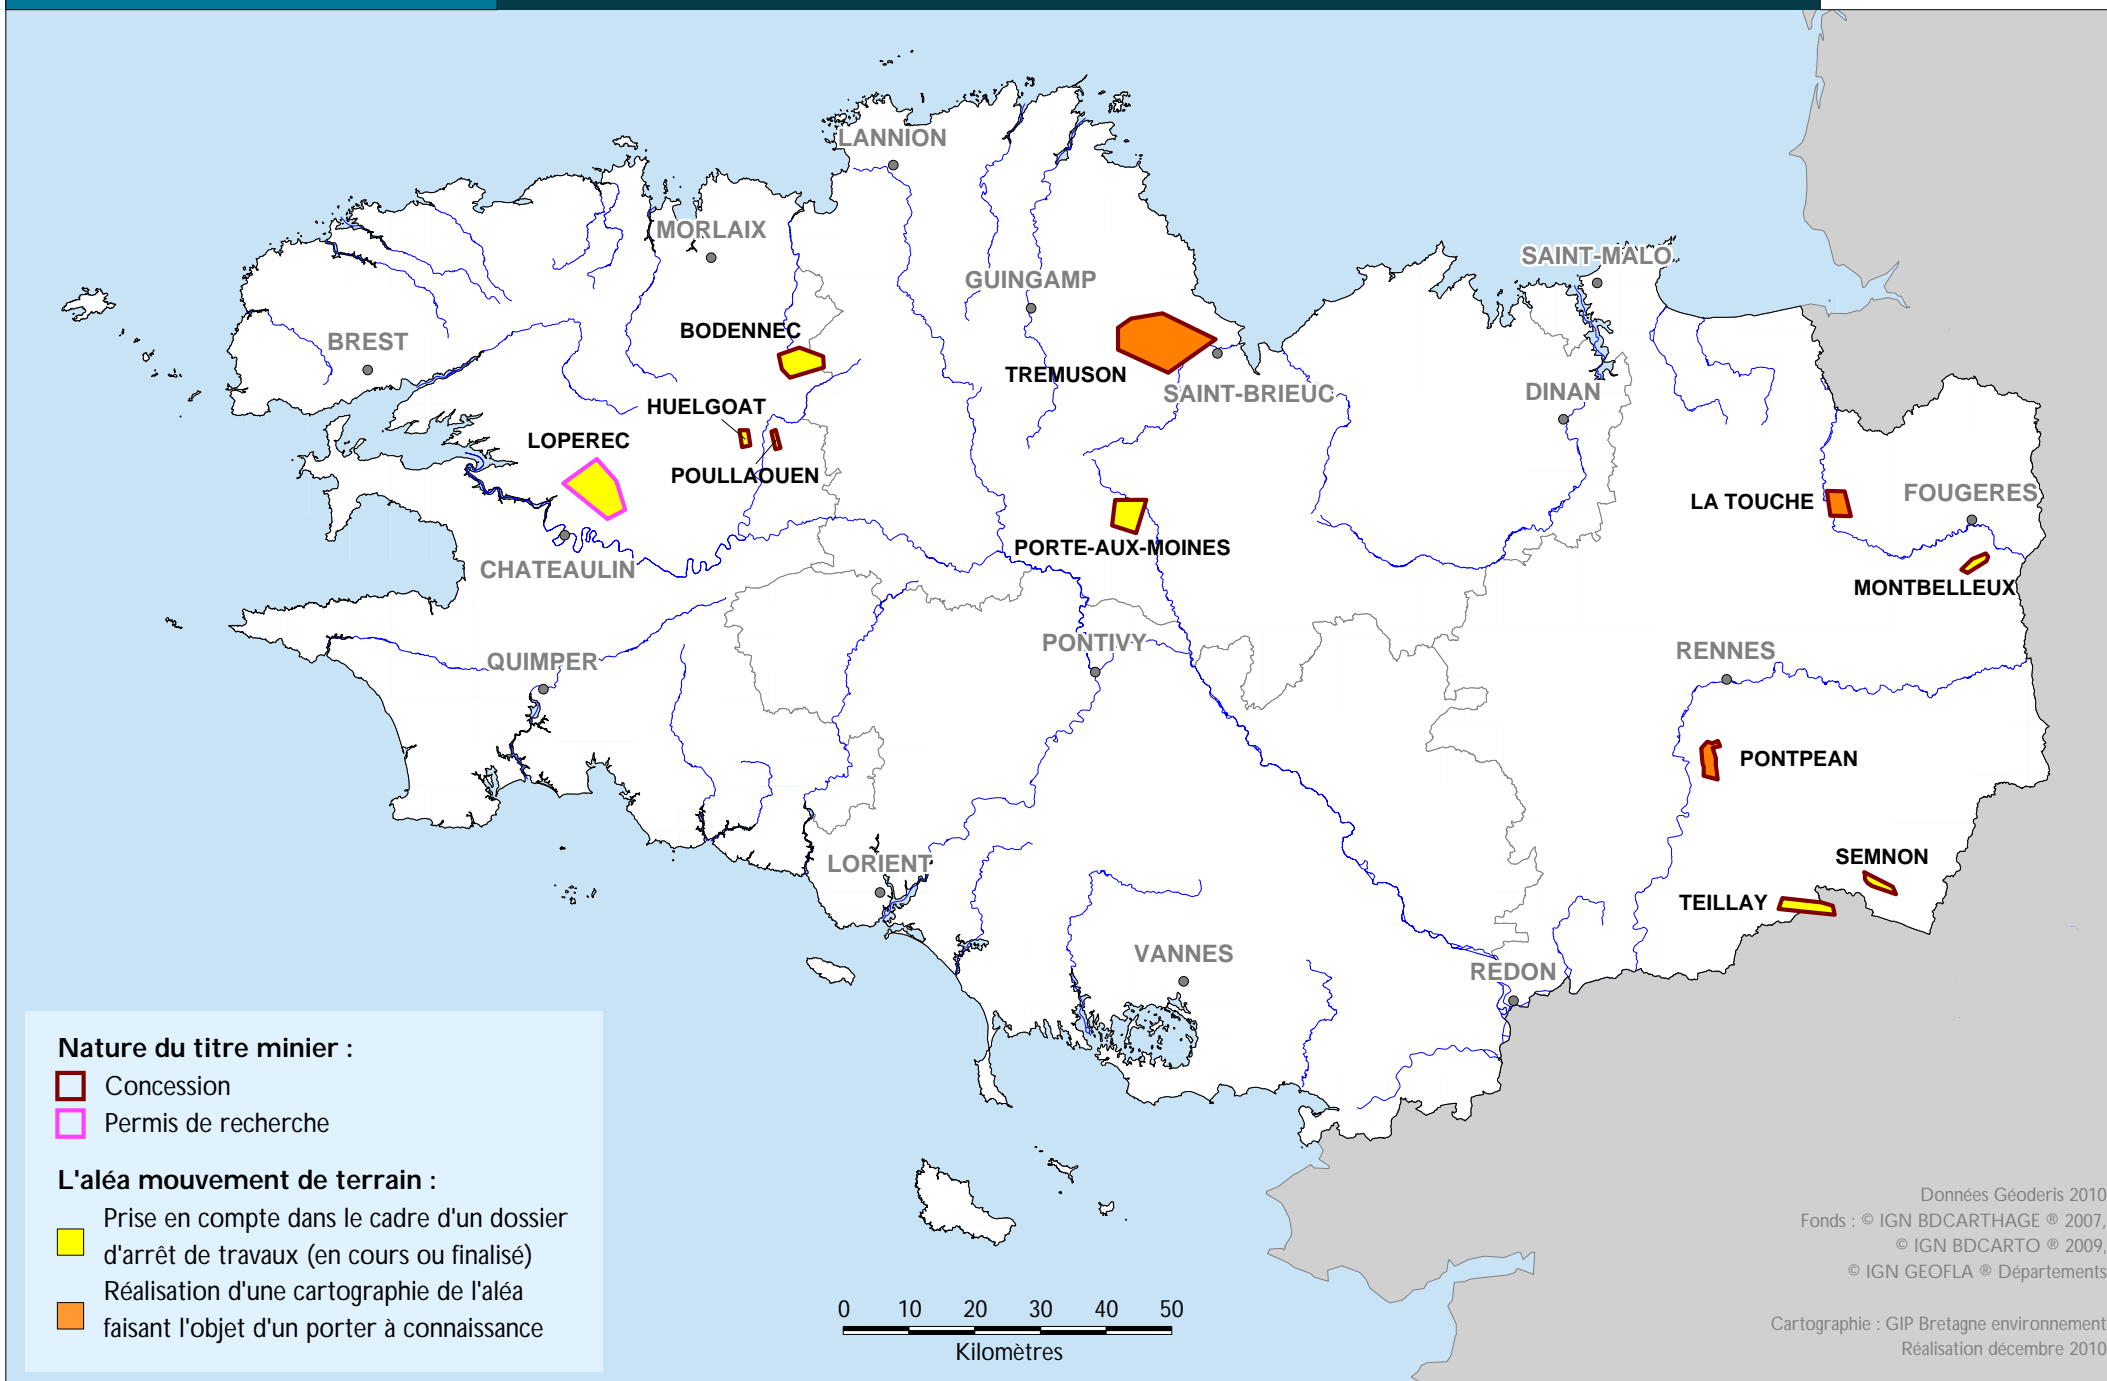 LANNION
MORLAIX
SAINT-MALO
GUINGAMP
BODENNEC
BREST
TREMUSON
SAINT-BRIEUC
DINAN
HUELGOAT
LOPEREC
POULLAOUEN
LA TOUCHE
FOUGERES
PORTE-AUX-MOINES
CHATEAULIN
MONTBELLEUX
PONTIVY
RENNES
QUIMPER
PONTPEAN
LORIENT
SEMNON
TEILLAY
VANNES
REDON
Nature du titre minier :
Concession
Permis de recherche
L'aléa mouvement de terrain :
Prise en compte dans le cadre d'un dossier
d'arrêt de travaux (en cours ou finalisé)
Réalisation d'une cartographie de l'aléa
faisant l'objet d'un porter à connaissance
0 10 20 30 40 50
Kilomètres
Données Géoderis 2010
Fonds : © IGN BDCARTHAGE ® 2007,
© IGN BDCARTO ® 2009,
© IGN GEOFLA ® Départements
Cartographie : GIP Bretagne environnement
Réalisation décembre 2010